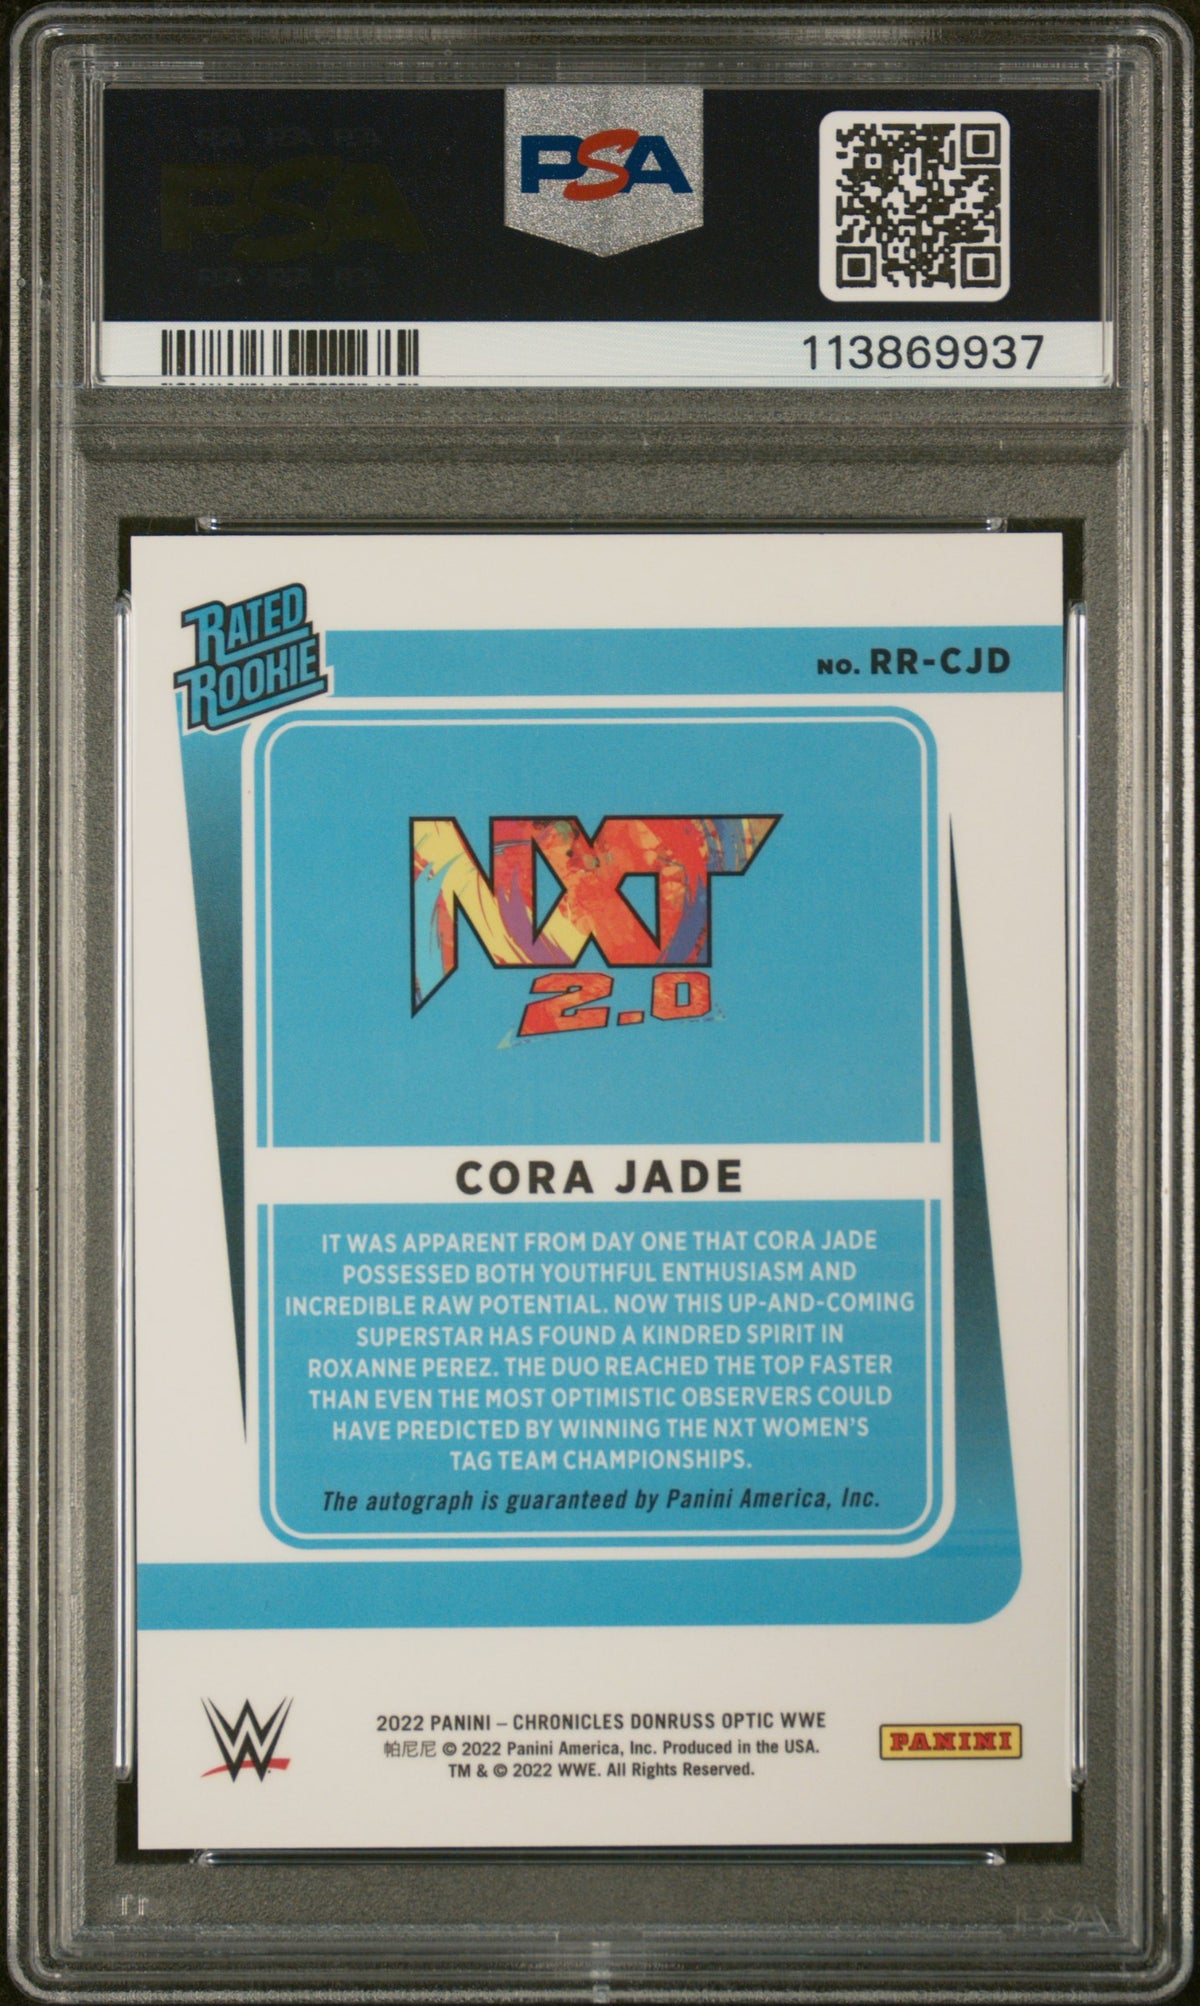 PSA
PSA
113869937
RATED
ROOKIE
NO. RR-CJD
NXT
2.0
CORA JADE
IT WAS APPARENT FROM DAY ONE THAT CORA JADE
POSSESSED BOTH YOUTHFUL ENTHUSIASM AND
INCREDIBLE RAW POTENTIAL. NOW THIS UP-AND-COMING
SUPERSTAR HAS FOUND A KINDRED SPIRIT IN
ROXANNE PEREZ. THE DUO REACHED THE TOP FASTER
THAN EVEN THE MOST OPTIMISTIC OBSERVERS COULD
HAVE PREDICTED BY WINNING THE NXT WOMEN'S
TAG TEAM CHAMPIONSHIPS.
The autograph is guaranteed by Panini America, Inc.
W
2022 PANINI – CHRONICLES DONRUSS OPTIC WWE
帕尼尼 © 2022 Panini America, Inc. Produced in the USA.
TM & © 2022 WWE. All Rights Reserved.
PANINI
PSA